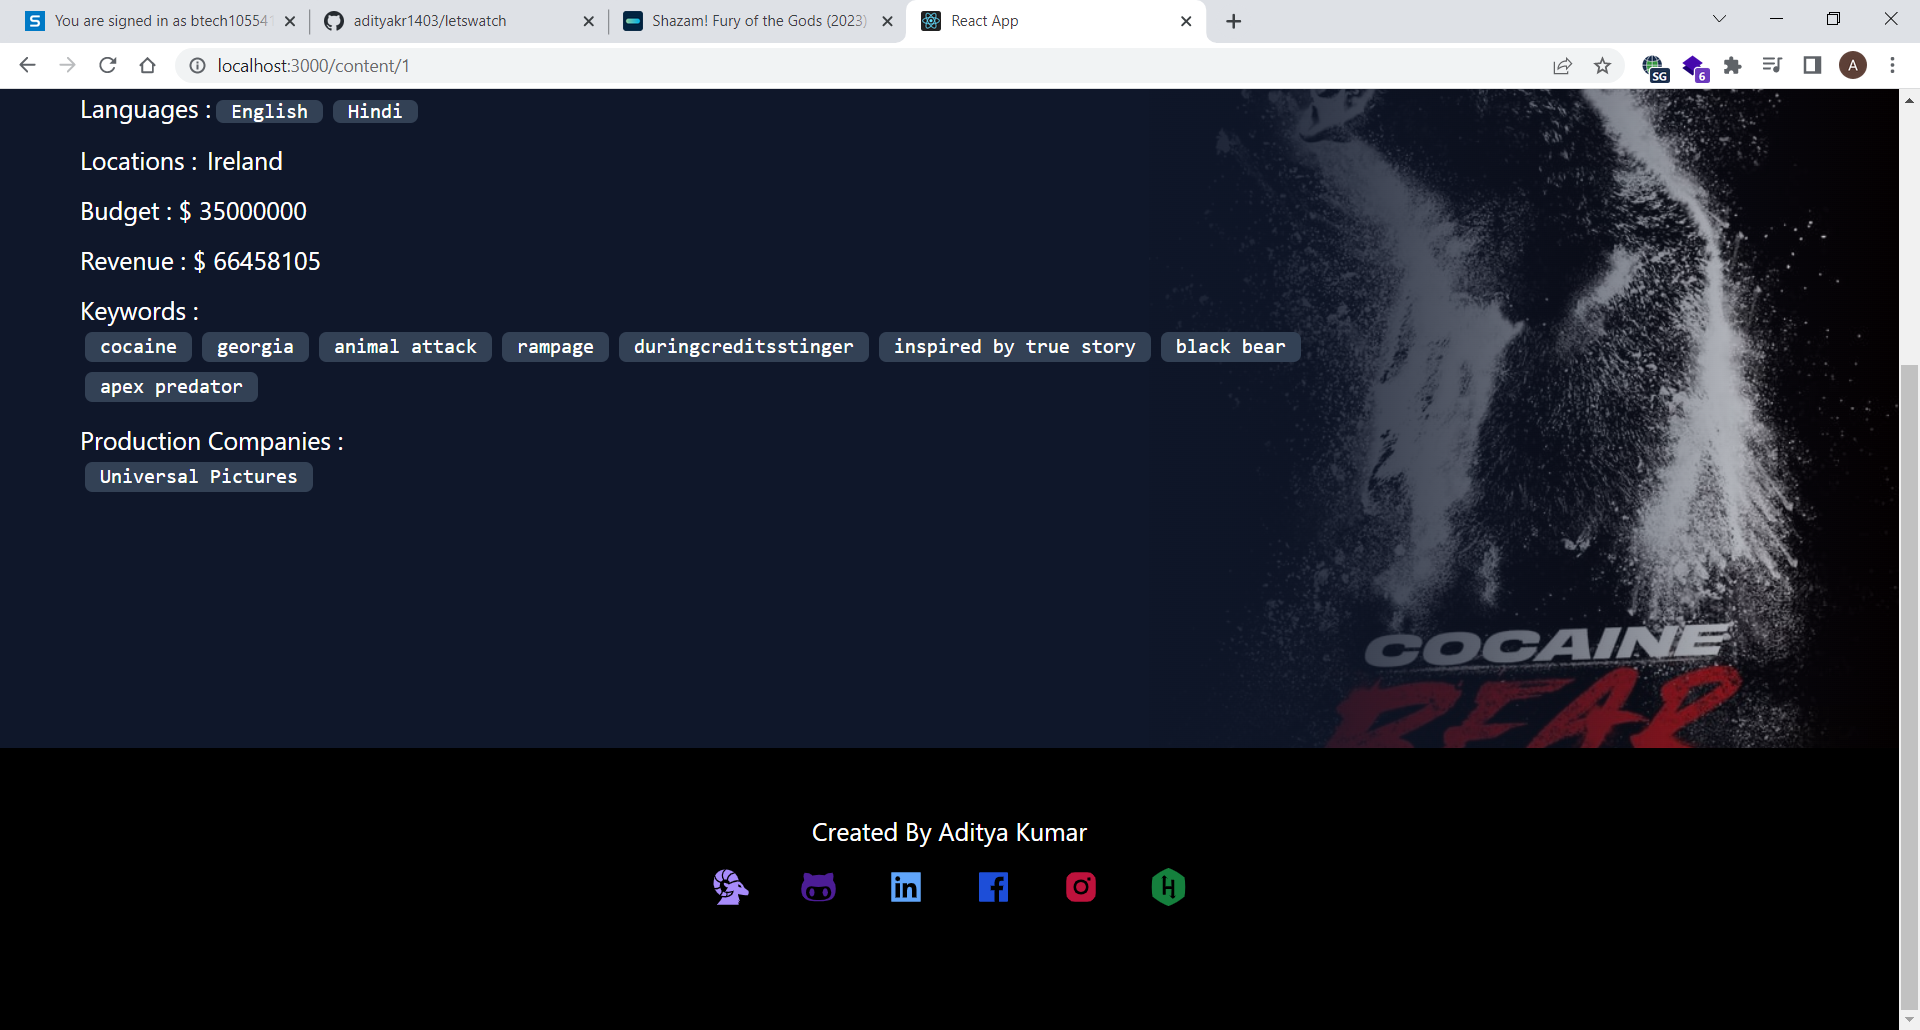 You are signed in as btech10554
adityakr1403/letswatch
Shazam! Fury of the Gods (2023)
React App
localhost:3000/content/1
SG
6
A
Languages : English Hindi
Locations : Ireland
Budget : $ 35000000
Revenue : $ 66458105
Keywords :
cocaine georgia animal attack rampage duringcreditsstinger inspired by true story black bear
apex predator
Production Companies :
Universal Pictures
COCAINE
BEAR
Created By Aditya Kumar